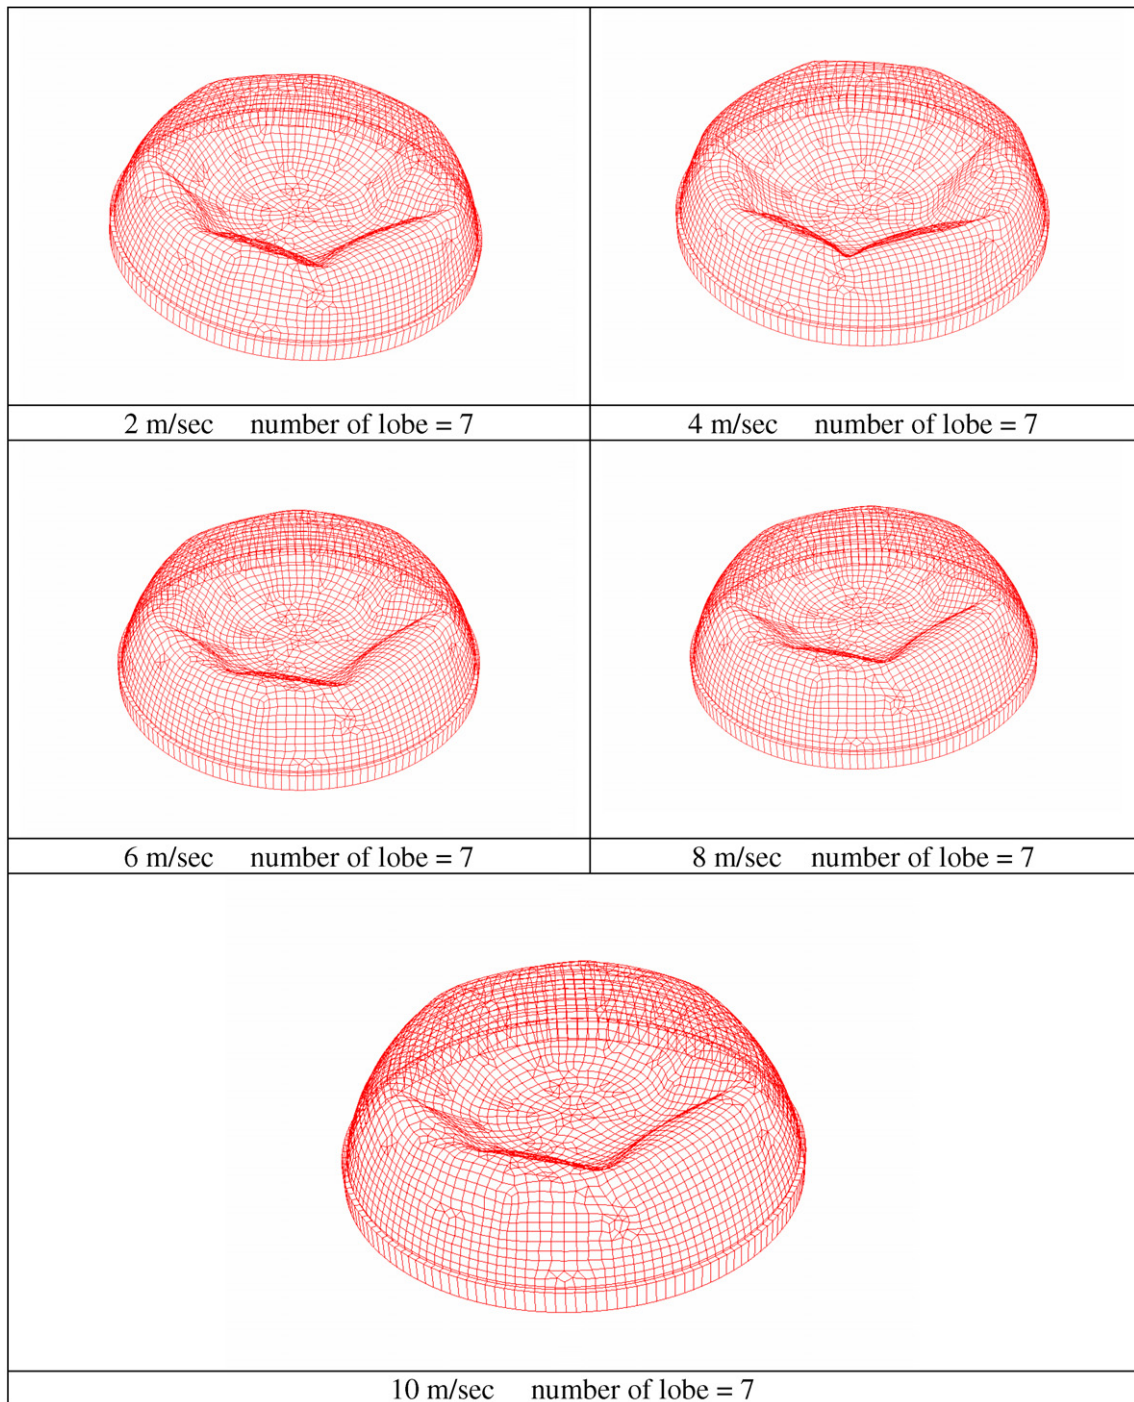 2 m/sec number of lobe = 7
4 m/sec number of lobe = 7
6 m/sec number of lobe = 7
8 m/sec number of lobe = 7
10 m/sec number of lobe = 7